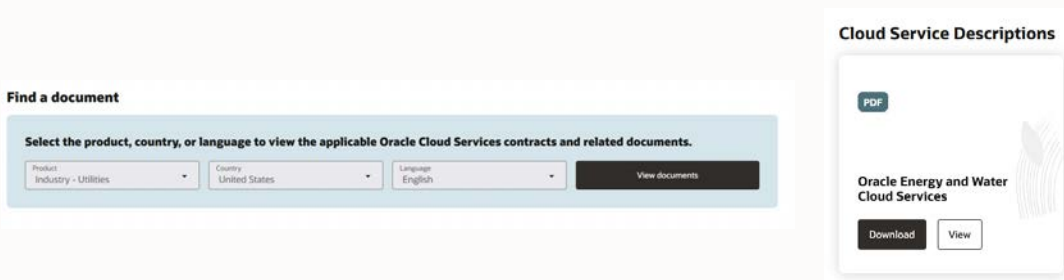 Find a document
Select the product, country, or language to view the applicable Oracle Cloud Services contracts and related documents.
Product
Industry - Utilities
Country
United States
Language
English
View documents
Cloud Service Descriptions
PDF
Oracle Energy and Water
Cloud Services
Download
View